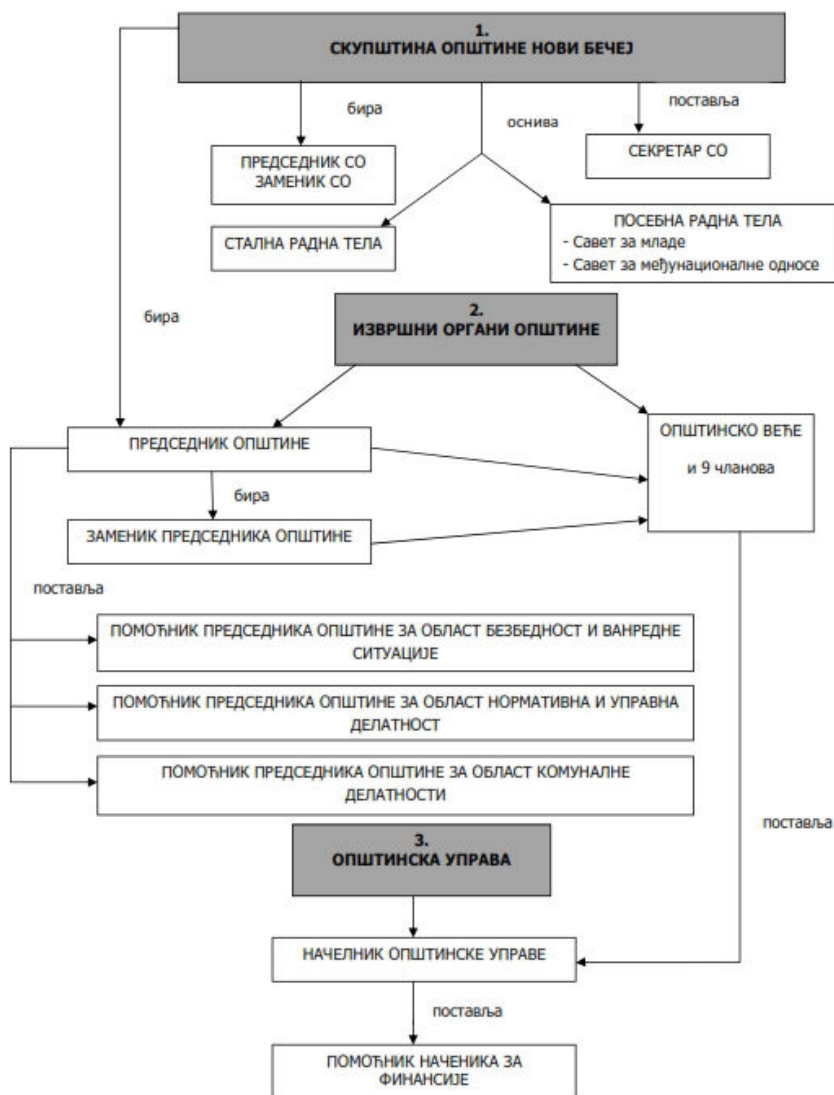 1.
СКУПШТИНА ОПШТИНЕ НОВИ БЕЧЕЈ
бира
оснива
поставља
ПРЕДСЕДНИК СО
ЗАМЕНИК СО
СЕКРЕТАР СО
СТАЛНА РАДНА ТЕЛА
ПОСЕБНА РАДНА ТЕЛА
- Савет за младе
- Савет за међунационалне односе
бира
2.
ИЗВРШНИ ОРГАНИ ОПШТИНЕ
ПРЕДСЕДНИК ОПШТИНЕ
ОПШТИНСКО ВЕЋЕ
и 9 чланова
бира
ЗАМЕНИК ПРЕДСЕДНИКА ОПШТИНЕ
поставља
ПОМОЋНИК ПРЕДСЕДНИКА ОПШТИНЕ ЗА ОБЛАСТ БЕЗБЕДНОСТ И ВАНРЕДНЕ
СИТУАЦИЈЕ
ПОМОЋНИК ПРЕДСЕДНИКА ОПШТИНЕ ЗА ОБЛАСТ НОРМАТИВНА И УПРАВНА
ДЕЛАТНОСТ
ПОМОЋНИК ПРЕДСЕДНИКА ОПШТИНЕ ЗА ОБЛАСТ КОМУНАЛНЕ
ДЕЛАТНОСТИ
поставља
3.
ОПШТИНСКА УПРАВА
НАЧЕЛНИК ОПШТИНСКЕ УПРАВЕ
поставља
ПОМОЋНИК НАЧЕНИКА ЗА
ФИНАНСИЈЕ